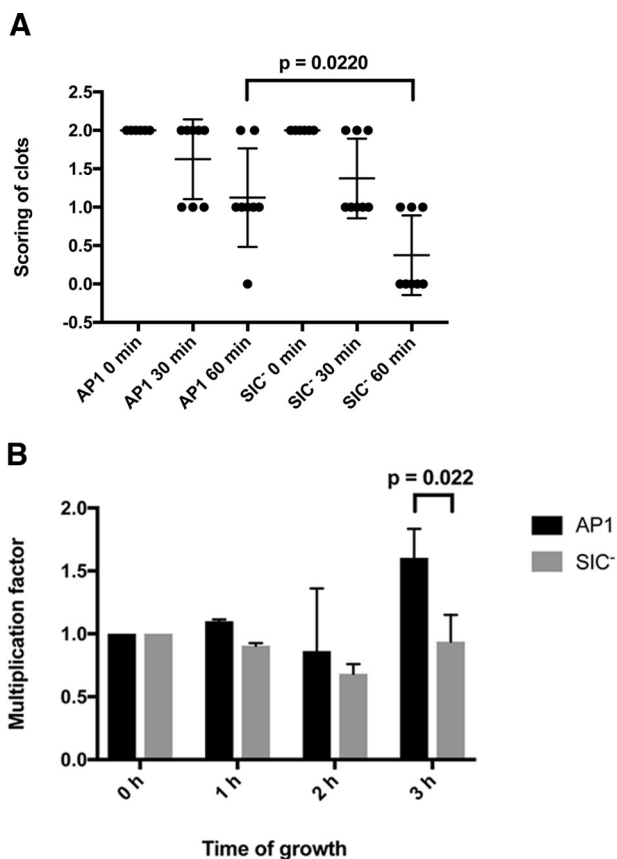 A
p = 0.0220
Scoring of clots
2.5
2.0
1.5
1.0
0.5
0.0
-0.5
AP1 0 min
AP1 30 min
AP1 60 min
SIC⁻ 0 min
SIC⁻ 30 min
SIC⁻ 60 min
B
p = 0.022
Multiplication factor
2.0
1.5
1.0
0.5
0.0
0 h
1 h
2 h
3 h
Time of growth
AP1
SIC⁻